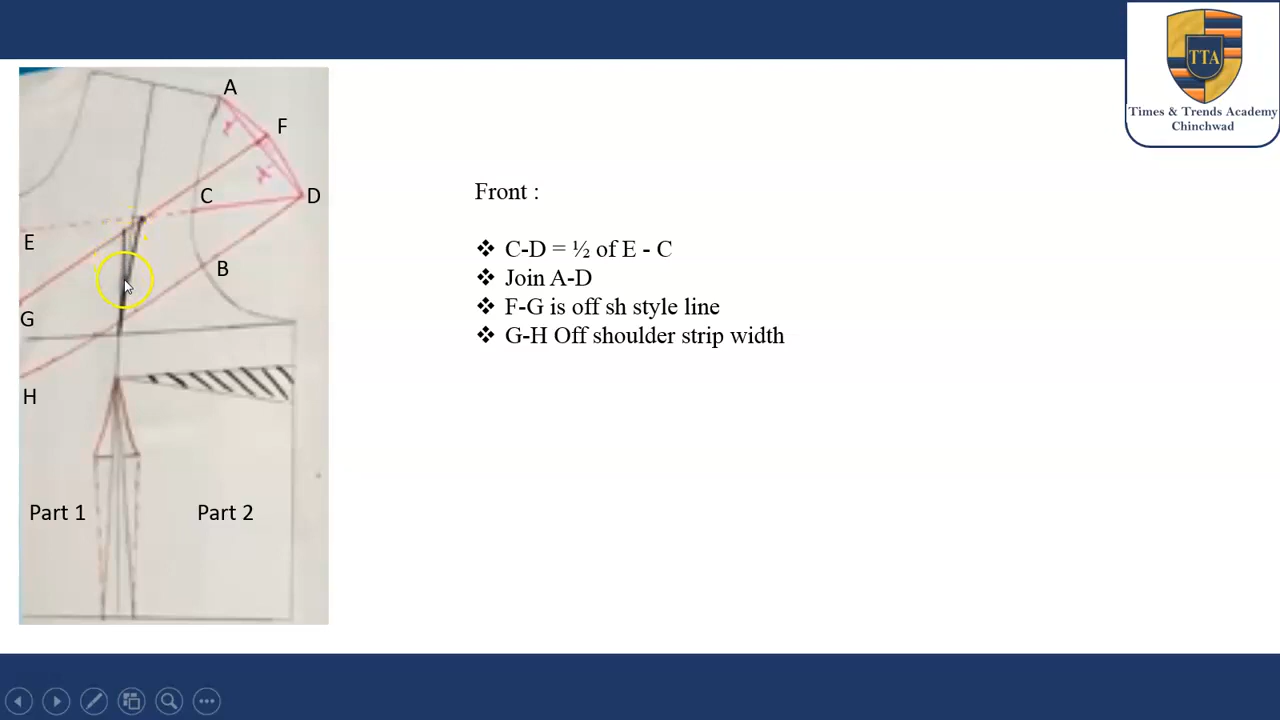 TTA
Times & Trends Academy
Chinchwad
A
F
C
D
E
B
G
H
Part 1
Part 2
Front :
❖ C-D = ½ of E - C
❖ Join A-D
❖ F-G is off sh style line
❖ G-H Off shoulder strip width